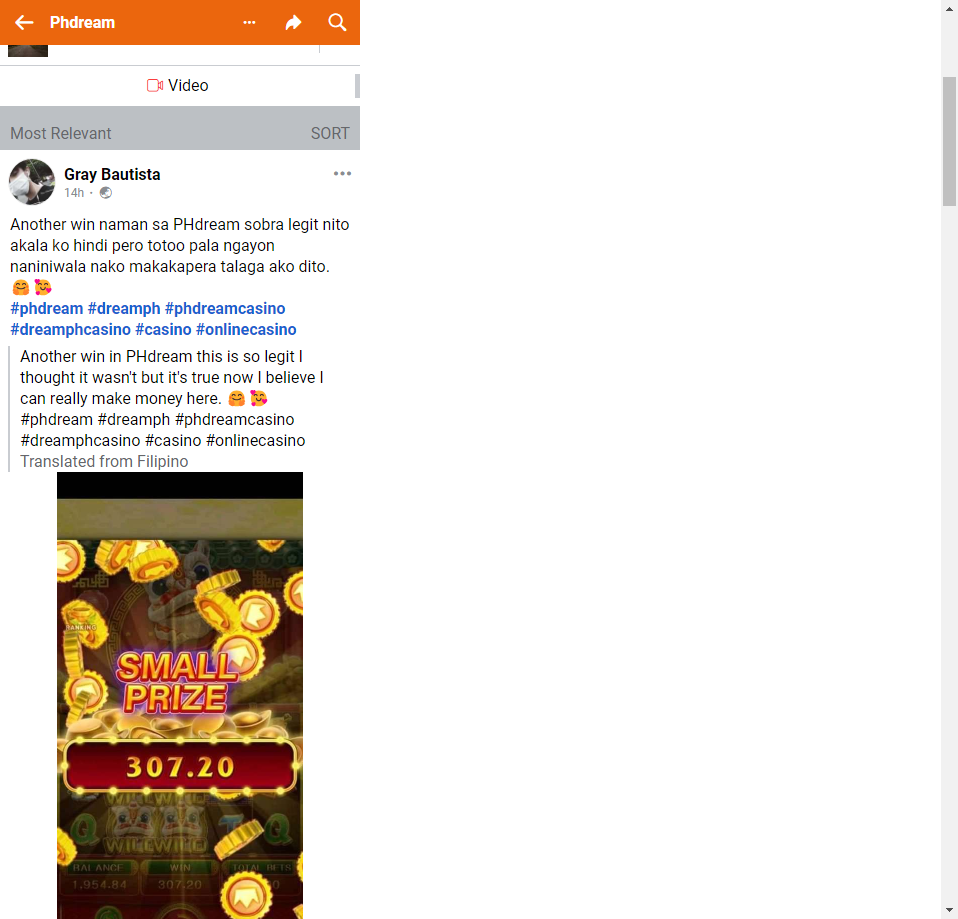 Phdream
Video
Most Relevant
SORT
Gray Bautista
14h
Another win naman sa PHdream sobra legit nito
akala ko hindi pero totoo pala ngayon
naniniwala nako makakapera talaga ako dito.
🤗 🥰
#phdream #dreamph #phdreamcasino
#dreamphcasino #casino #onlinecasino
Another win in PHdream this is so legit I
thought it wasn't but it's true now I believe I
can really make money here. 🤗 🥰
#phdream #dreamph #phdreamcasino
#dreamphcasino #casino #onlinecasino
Translated from Filipino
RANKING
SMALL
PRIZE
307.20
WILD WILD
WILD WILD
BALANCE WIN TOTAL BETS
1,954.84 307.20